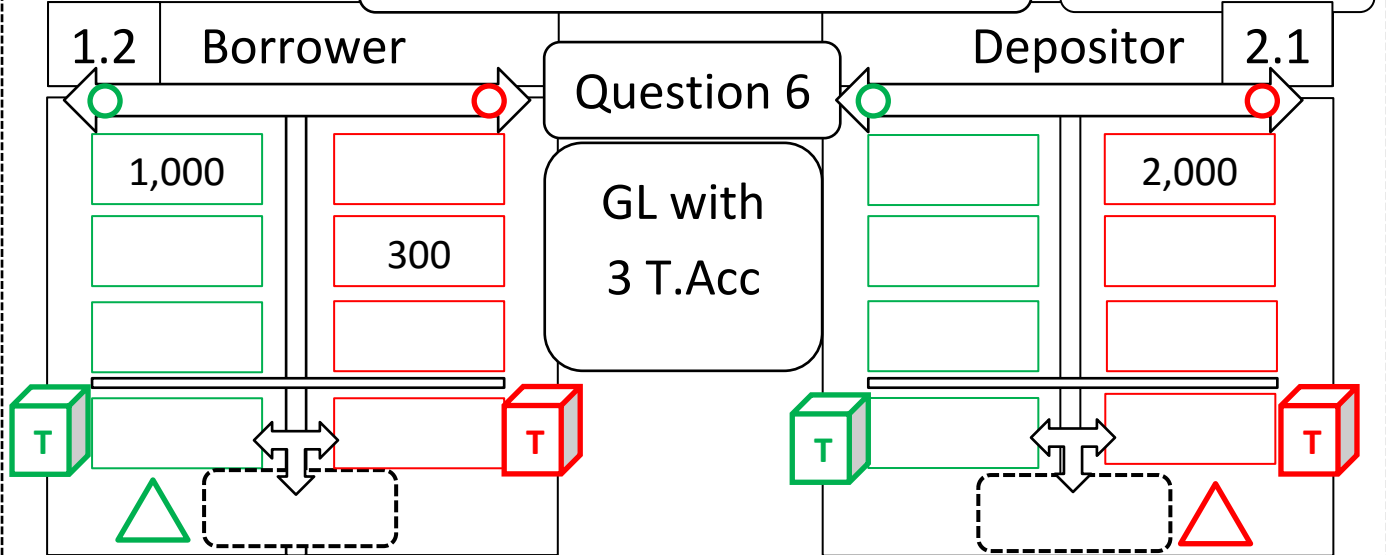 1.2 Borrower
Question 6
Depositor 2.1
1,000
300
GL with
3 T.Acc
2,000
T
T
T
T